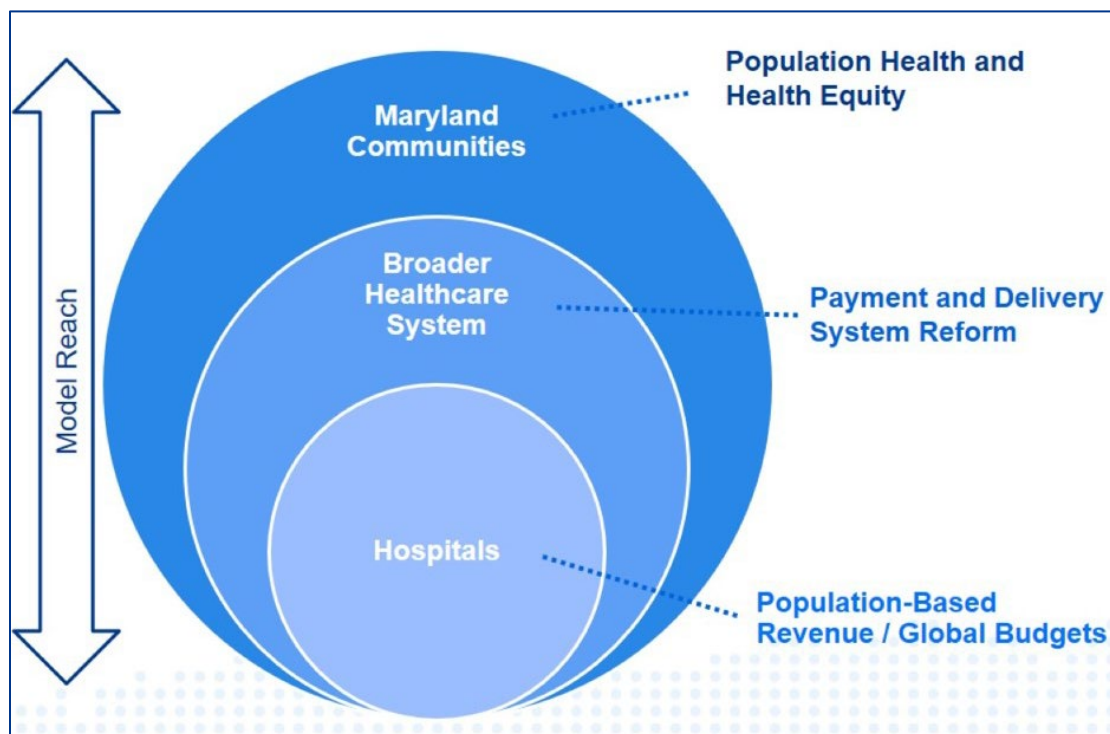 Population Health and
Health Equity
Maryland
Communities
Broader
Healthcare
System
Payment and Delivery
System Reform
Model Reach
Hospitals
Population-Based
Revenue / Global Budgets